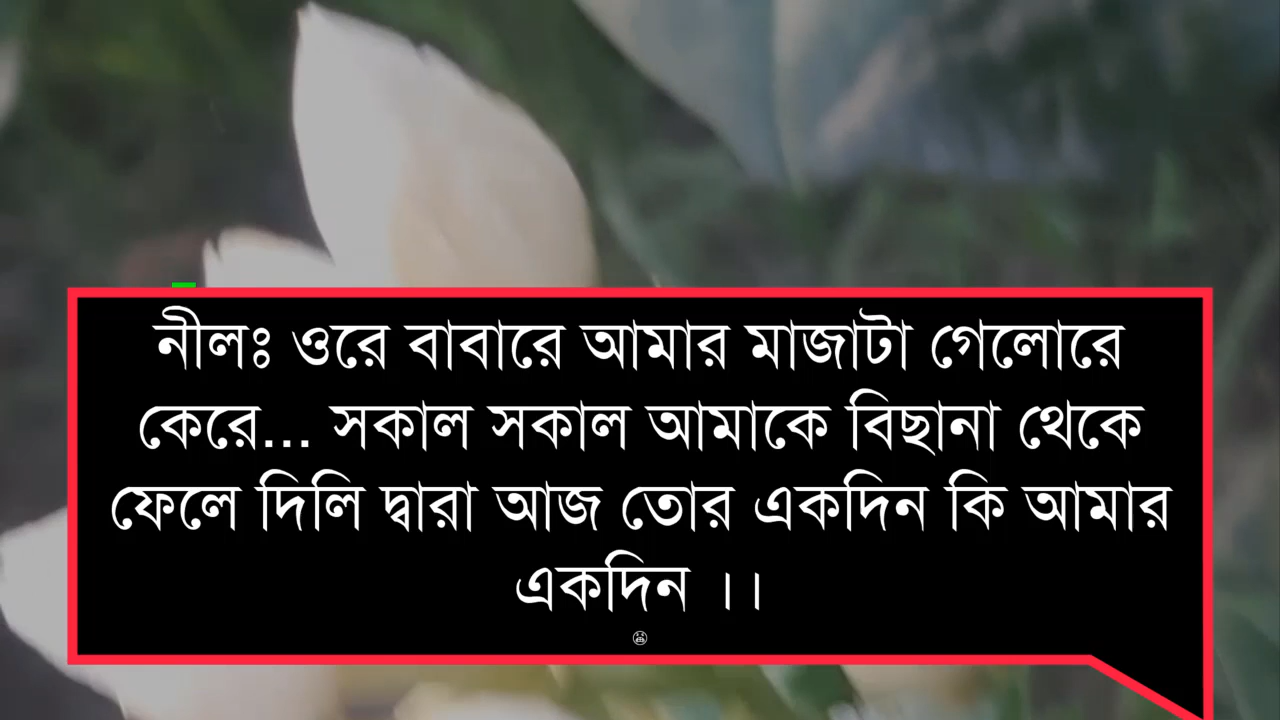 নীলঃ ওরে বাবারে আমার মাজাটা গেলোরে
কেরে... সকাল সকাল আমাকে বিছানা থেকে
ফেলে দিলি দ্বারা আজ তোর একদিন কি আমার
একদিন ।।